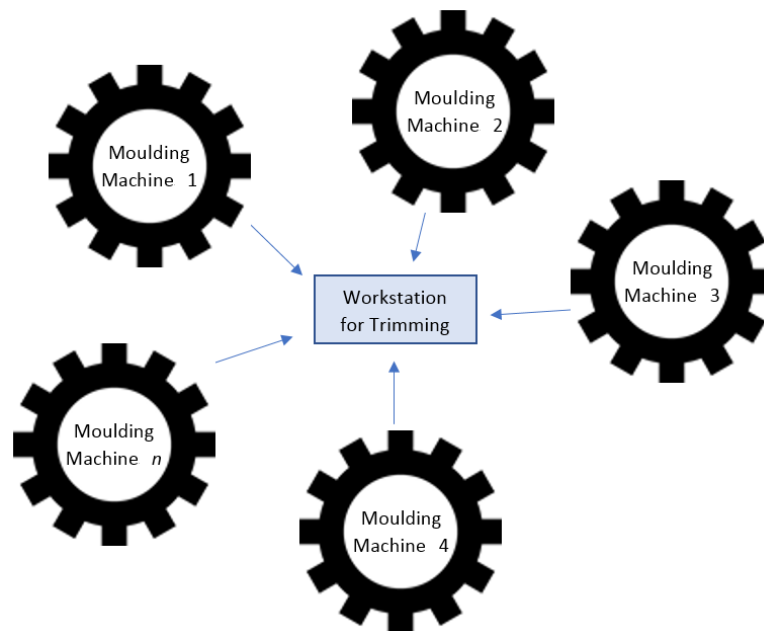 Moulding
Machine 1
Moulding
Machine 2
Moulding
Machine 3
Workstation
for Trimming
Moulding
Machine n
Moulding
Machine 4